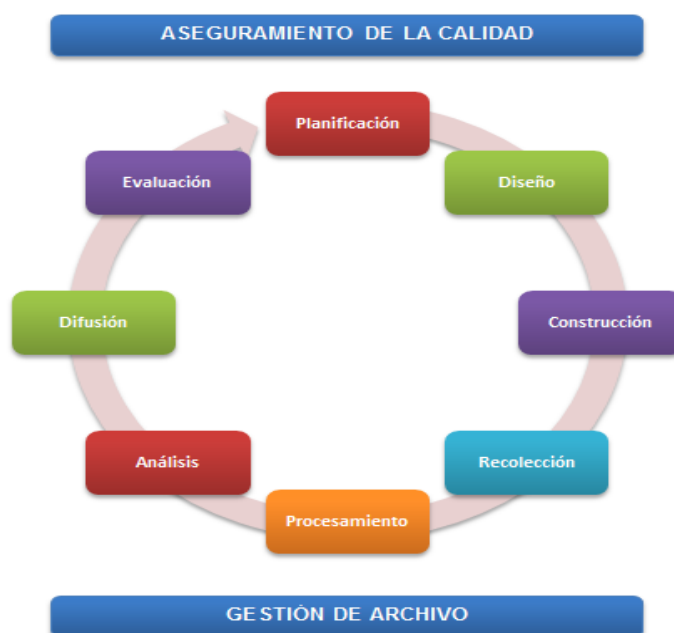 ASEGURAMIENTO DE LA CALIDAD
Planificación
Evaluación
Diseño
Difusión
Construcción
Análisis
Recolección
Procesamiento
GESTIÓN DE ARCHIVO